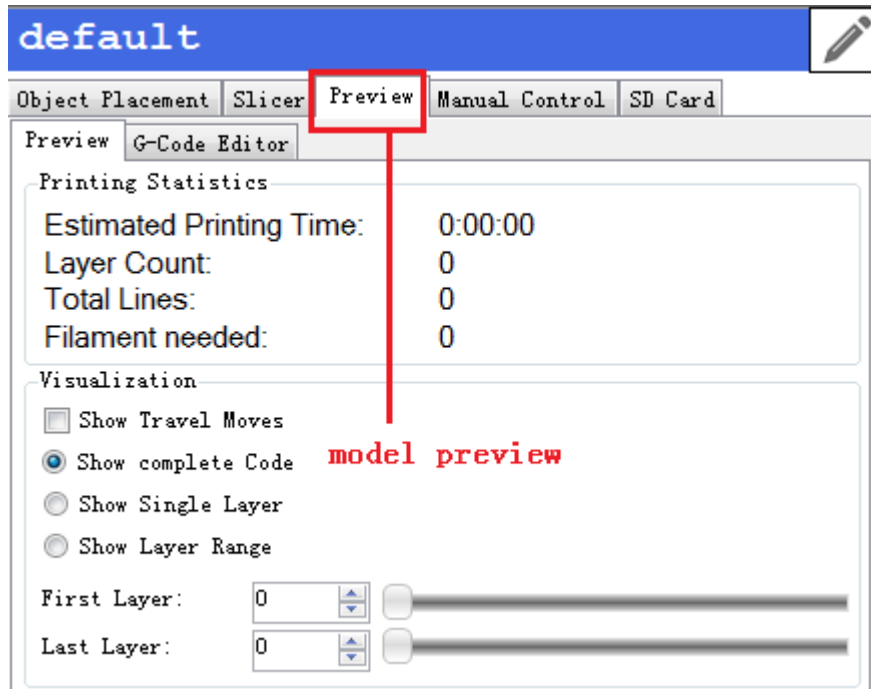 default
Object Placement Slicer Preview Manual Control SD Card
Preview G-Code Editor
Printing Statistics
Estimated Printing Time: 0:00:00
Layer Count: 0
Total Lines: 0
Filament needed: 0
Visualization
Show Travel Moves
Show complete Code
model preview
Show Single Layer
Show Layer Range
First Layer: 0
Last Layer: 0